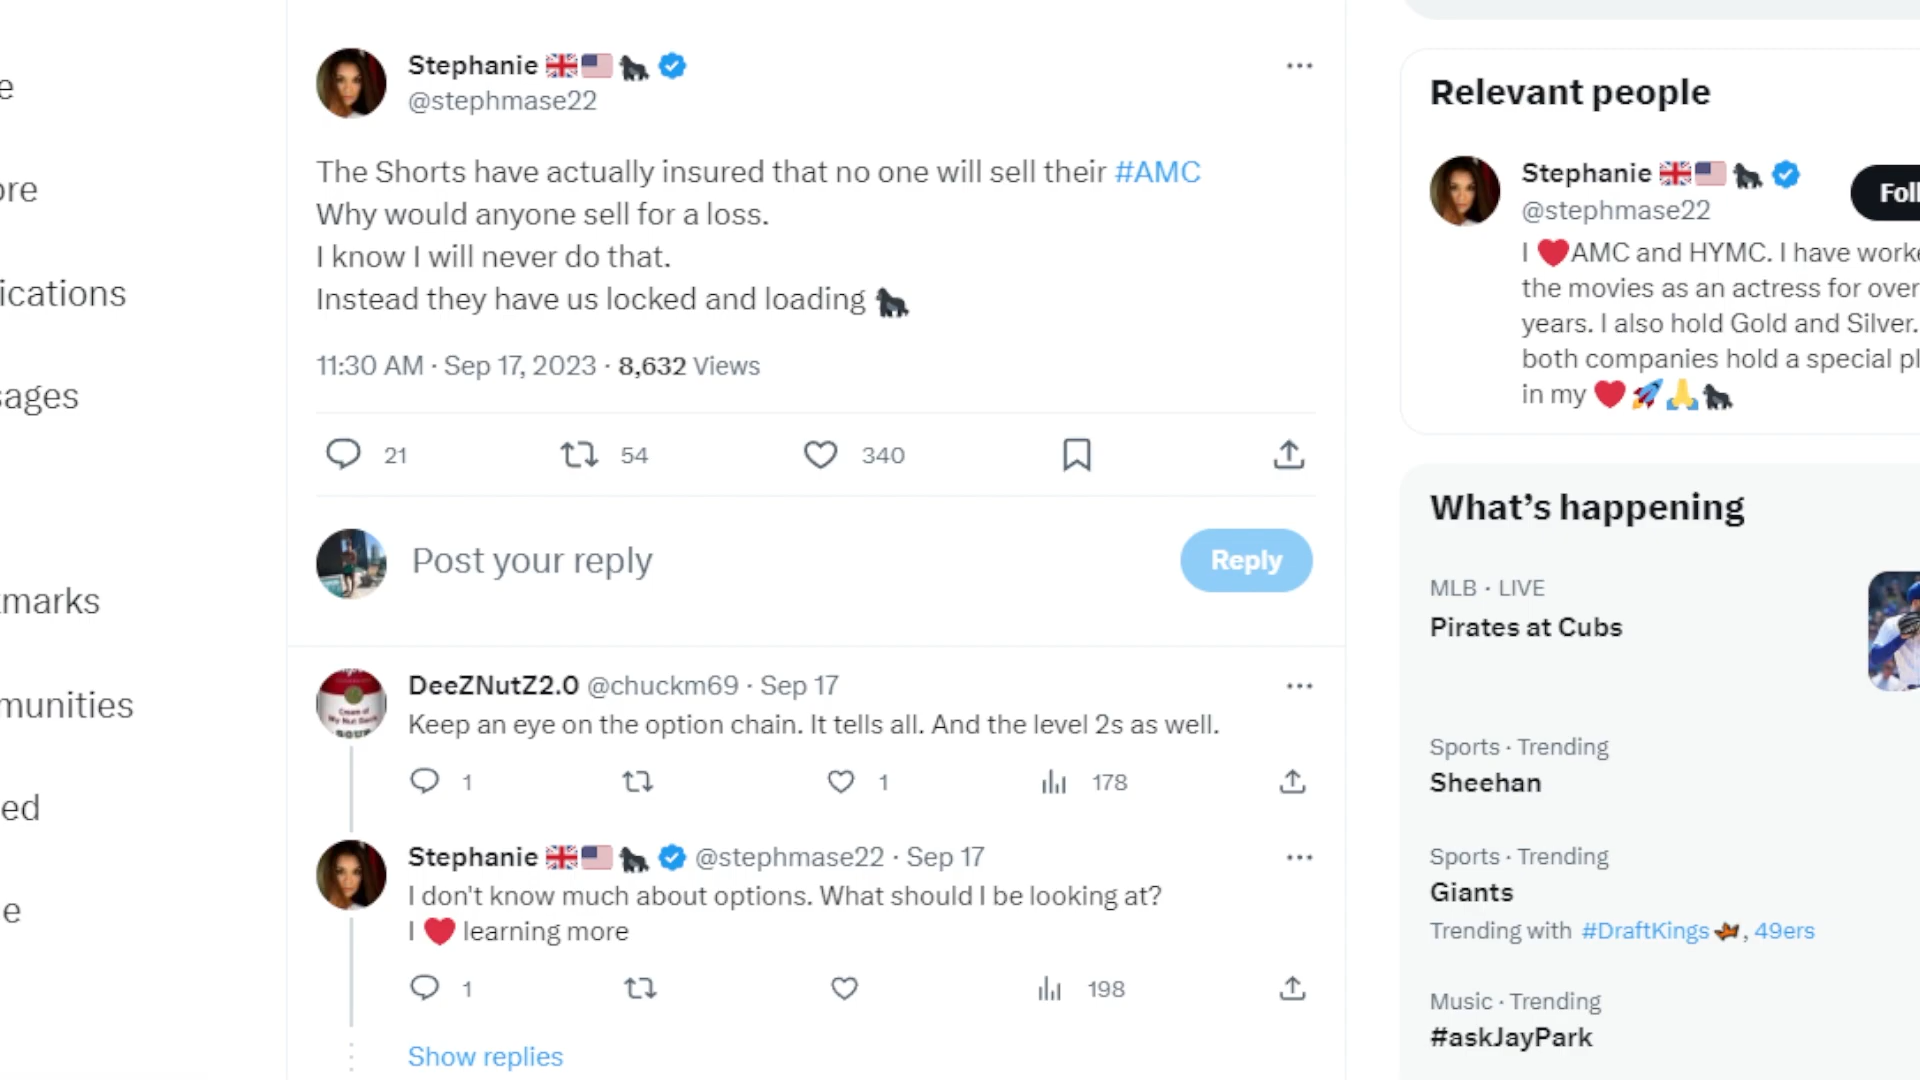 e
ore
ications
sages
kmarks
munities
ed
e
Stephanie
@stephmase22
The Shorts have actually insured that no one will sell their #AMC
Why would anyone sell for a loss.
I know I will never do that.
Instead they have us locked and loading
11:30 AM · Sep 17, 2023 · 8,632 Views
21 54 340
Post your reply
Reply
DeeZNutZ2.0 @chuckm69 · Sep 17
Keep an eye on the option chain. It tells all. And the level 2s as well.
1 1 178
Stephanie @stephmase22 · Sep 17
I don't know much about options. What should I be looking at?
I ❤️ learning more
1 198
Show replies
Relevant people
Stephanie
@stephmase22
Foll
I ❤️AMC and HYMC. I have worke
the movies as an actress for over
years. I also hold Gold and Silver.
both companies hold a special pl
in my ❤️🚀🙏🦍
What's happening
MLB · LIVE
Pirates at Cubs
Sports · Trending
Sheehan
Sports · Trending
Giants
Trending with #DraftKings, 49ers
Music · Trending
#askJayPark